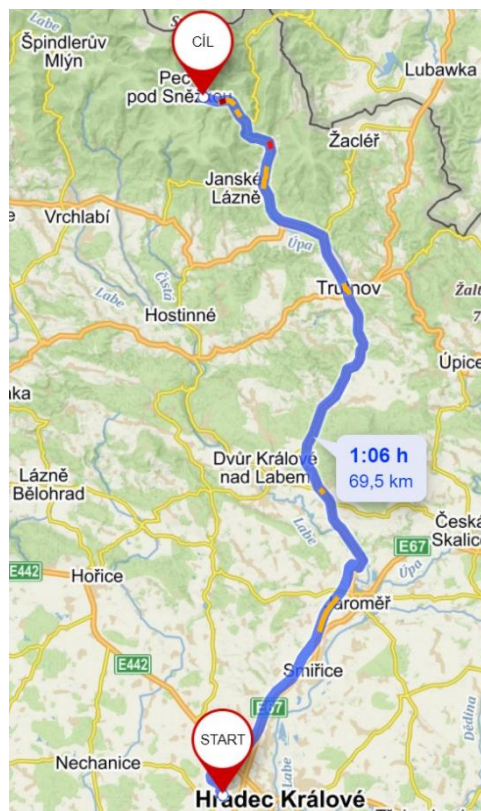 Labe
CÍL
Špindlerův
Mlýn
Lubawka
Pec
pod Sněžkou
Žacléř
Janské
Lázně
Vrchlabí
Úpa
Čistá
Labe
Trutnov
Hostinné
Úpice
1:06 h
69,5 km
Dvůr Králové
nad Labem
Lázně
Bělohrad
Labe
Česká
Skalice
E67
Úpa
E442
Hořice
Jaroměř
Smiřice
E442
E67
Dědina
START
Nechanice
Labe
Hradec Králové